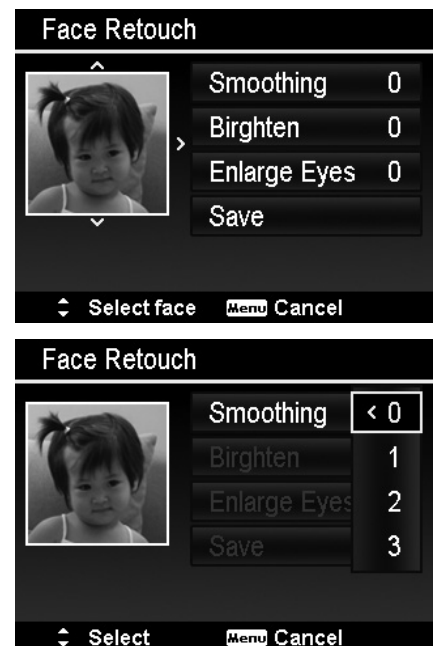 Face Retouch
Smoothing 0
Birghten 0
Enlarge Eyes 0
Save
Select face Menu Cancel
Face Retouch
Smoothing < 0
Birghten 1
Enlarge Eyes 2
Save 3
Select Menu Cancel